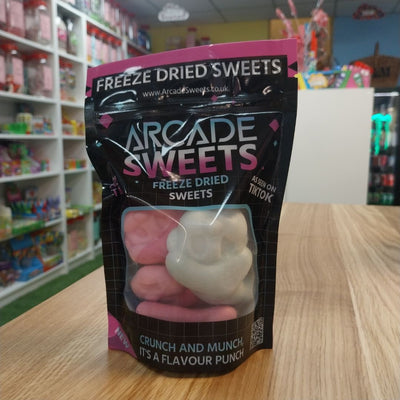 FREEZE DRIED SWEETS
www.ArcadeSweets.co.uk
ARCADE
SWEETS
FREEZE DRIED
SWEETS
AS SEEN ON
TIKTOK
NEW
CRUNCH AND MUNCH,
IT'S A FLAVOUR PUNCH